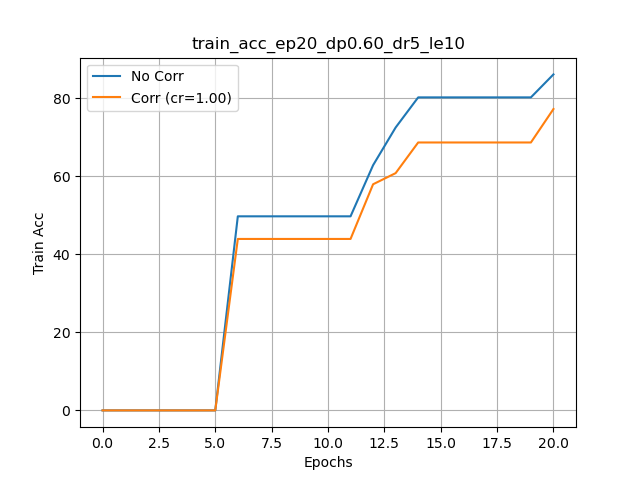 train_acc_ep20_dp0.60_dr5_le10
No Corr
Corr (cr=1.00)
Train Acc
80
60
40
20
0
0.0 2.5 5.0 7.5 10.0 12.5 15.0 17.5 20.0
Epochs